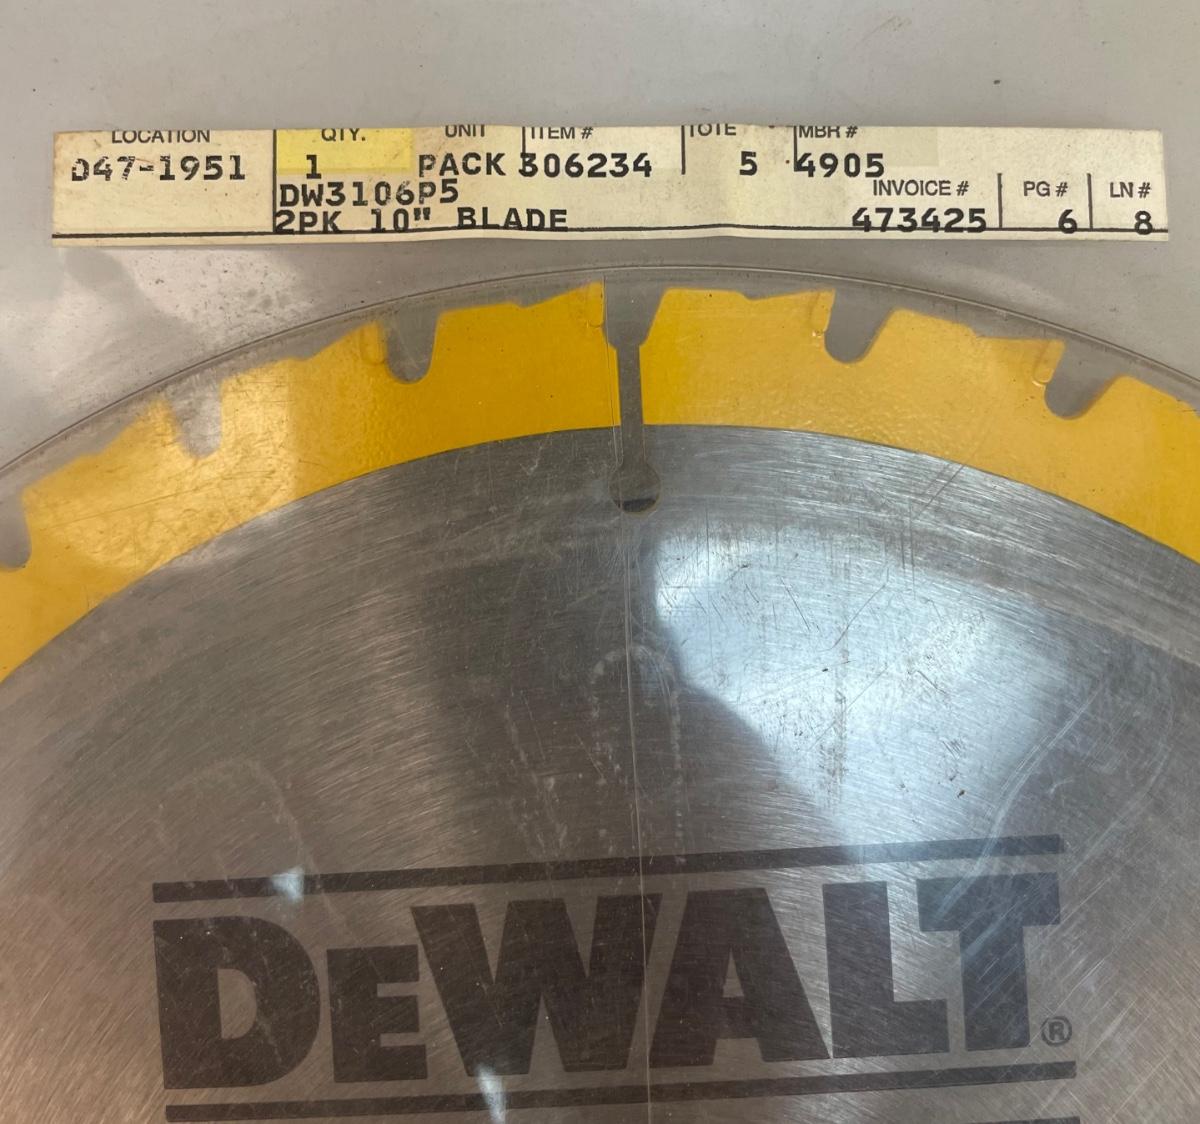 LOCATION QTY. UNIT ITEM # TOTE MBR #
D47-1951 1 PACK 306234 5 4905
DW3106P5 INVOICE # PG # LN #
2PK 10" BLADE 473425 6 8
DEWALT®